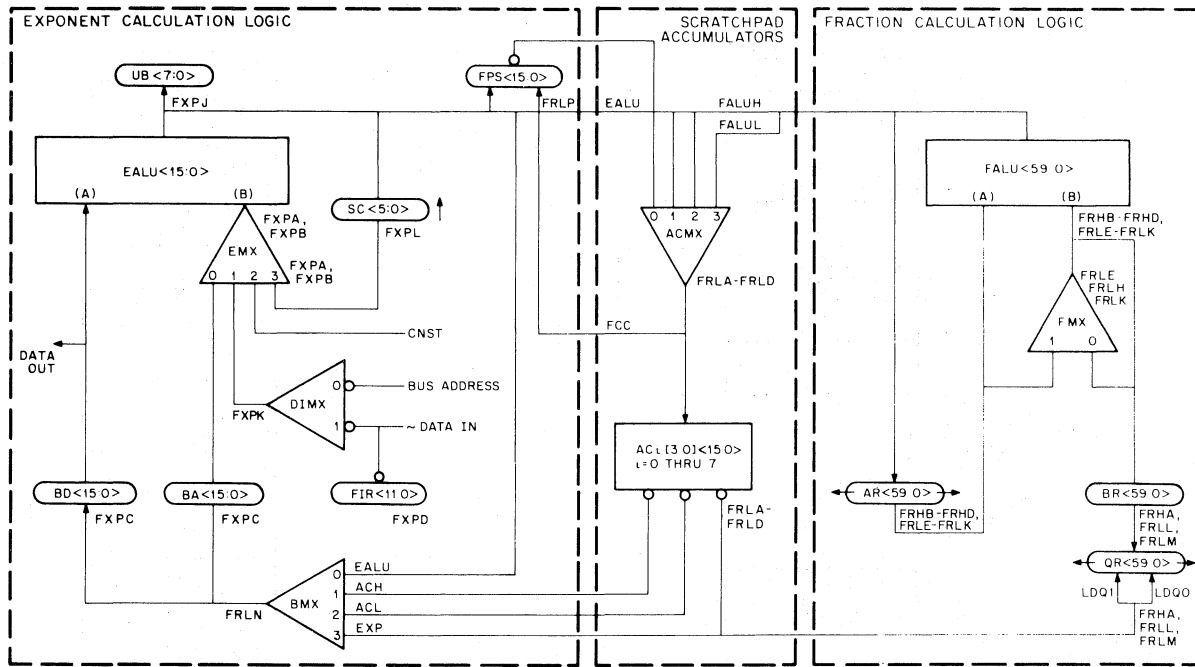 EXPONENT CALCULATION LOGIC
UB<7:0>
FXPJ
FPS<15:0>
FRLP
EALU<15:0>
(A)
(B)
SC<5:0>
FXPL
FXPA,
FXPB
EMX
0 1 2 3
FXPA,
FXPB
CNST
FCC
DATA
OUT
DIMX
0
1
BUS ADDRESS
~ DATA IN
FXPK
BD<15:0>
FXPC
BA<15:0>
FXPC
FIR<11:0>
FXPD
BMX
0
1
2
3
EALU
ACH
ACL
EXP
FRLN
SCRATCHPAD
ACCUMULATORS
EALU
FALUH
FALUL
0 1 2 3
ACMX
FRLA-FRLD
ACι [3:0]<15:0>
ι=0 THRU 7
FRLA-
FRLD
FRACTION CALCULATION LOGIC
FALU<59:0>
(A)
(B)
FRHB-FRHD,
FRLE-FRLK
FRLE
FRLH
FRLK
FMX
1 0
AR<59:0>
FRHB-FRHD,
FRLE-FRLK
BR<59:0>
FRHA,
FRLL,
FRLM
QR<59:0>
LDQ1
LDQ0
FRHA,
FRLL,
FRLM